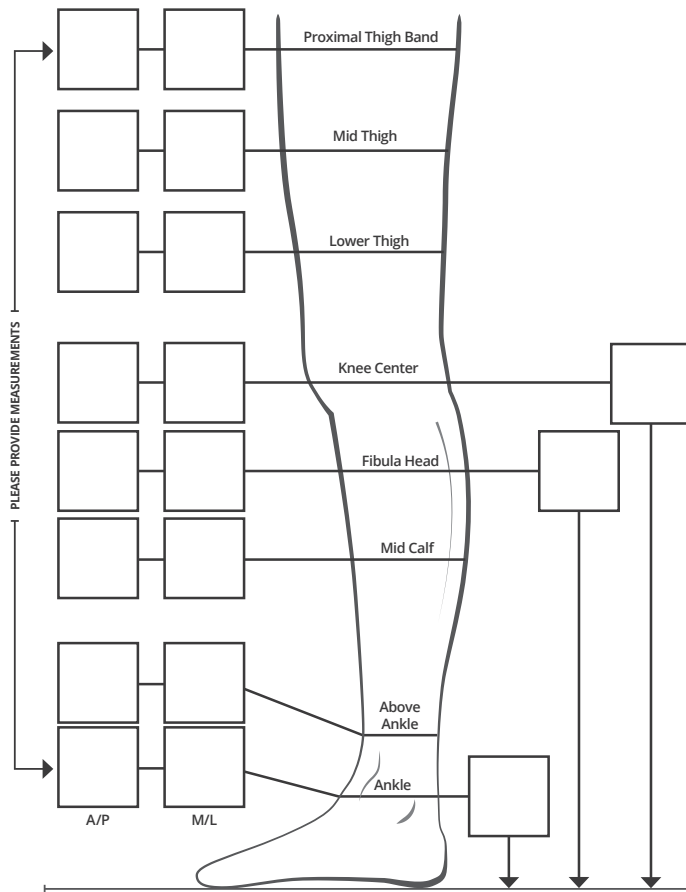 Proximal Thigh Band
Mid Thigh
Lower Thigh
PLEASE PROVIDE MEASUREMENTS
Knee Center
Fibula Head
Mid Calf
Above
Ankle
Ankle
A/P
M/L